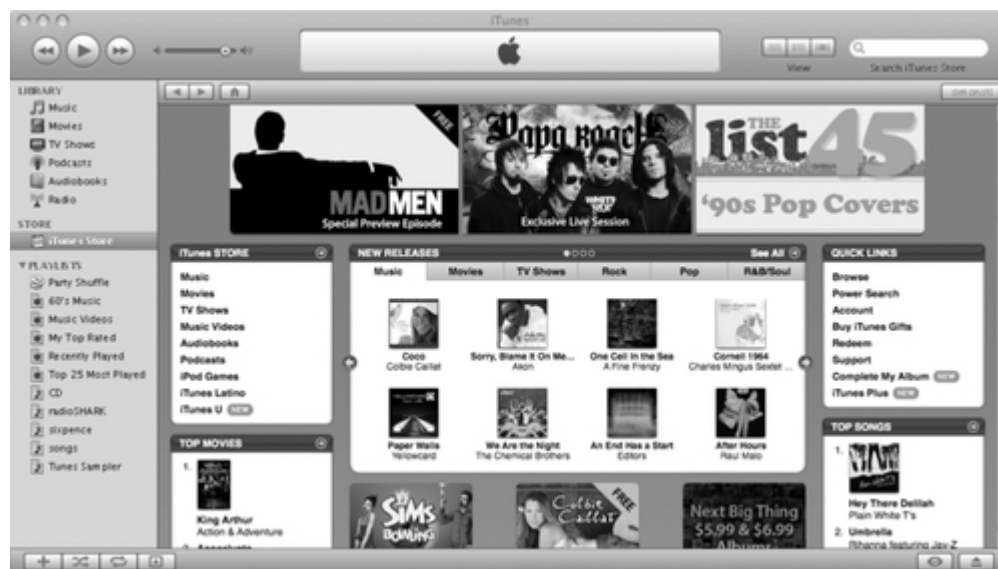 iTunes
View
Search iTunes Store
LIBRARY
Music
Movies
TV Shows
Podcasts
Audiobooks
Radio
STORE
iTunes Store
PLAYLISTS
Party Shuffle
60's Music
Music Videos
My Top Rated
Recently Played
Top 25 Most Played
CD
radioSHARK
sixpence
songs
Tunes Sampler
FREE
MAD MEN
Special Preview Episode
Papa Roach
Exclusive Live Session
THE
list 45
'90s Pop Covers
iTunes STORE
Music
Movies
TV Shows
Music Videos
Audiobooks
Podcasts
iPod Games
iTunes Latino
iTunes U NEW
TOP MOVIES
1.
King Arthur
Action & Adventure
2. Apocalypto
NEW RELEASES
See All
Music Movies TV Shows Rock Pop R&B/Soul
Coco
Colbie Caillat
Sorry, Blame It On Me...
Akon
One Cell in the Sea
A Fine Frenzy
Cornell 1964
Charles Mingus Sextet ...
Paper Walls
Yellowcard
We Are the Night
The Chemical Brothers
An End Has a Start
Editors
After Hours
Raul Malo
The SIMS
BOWLING
Colbie
Caillat
FREE
Next Big Thing
$5.99 & $6.99
Albums
QUICK LINKS
Browse
Power Search
Account
Buy iTunes Gifts
Redeem
Support
Complete My Album NEW
iTunes Plus NEW
TOP SONGS
1.
Hey There Delilah
Plain White T's
2. Umbrella
Rihanna featuring Jay-Z